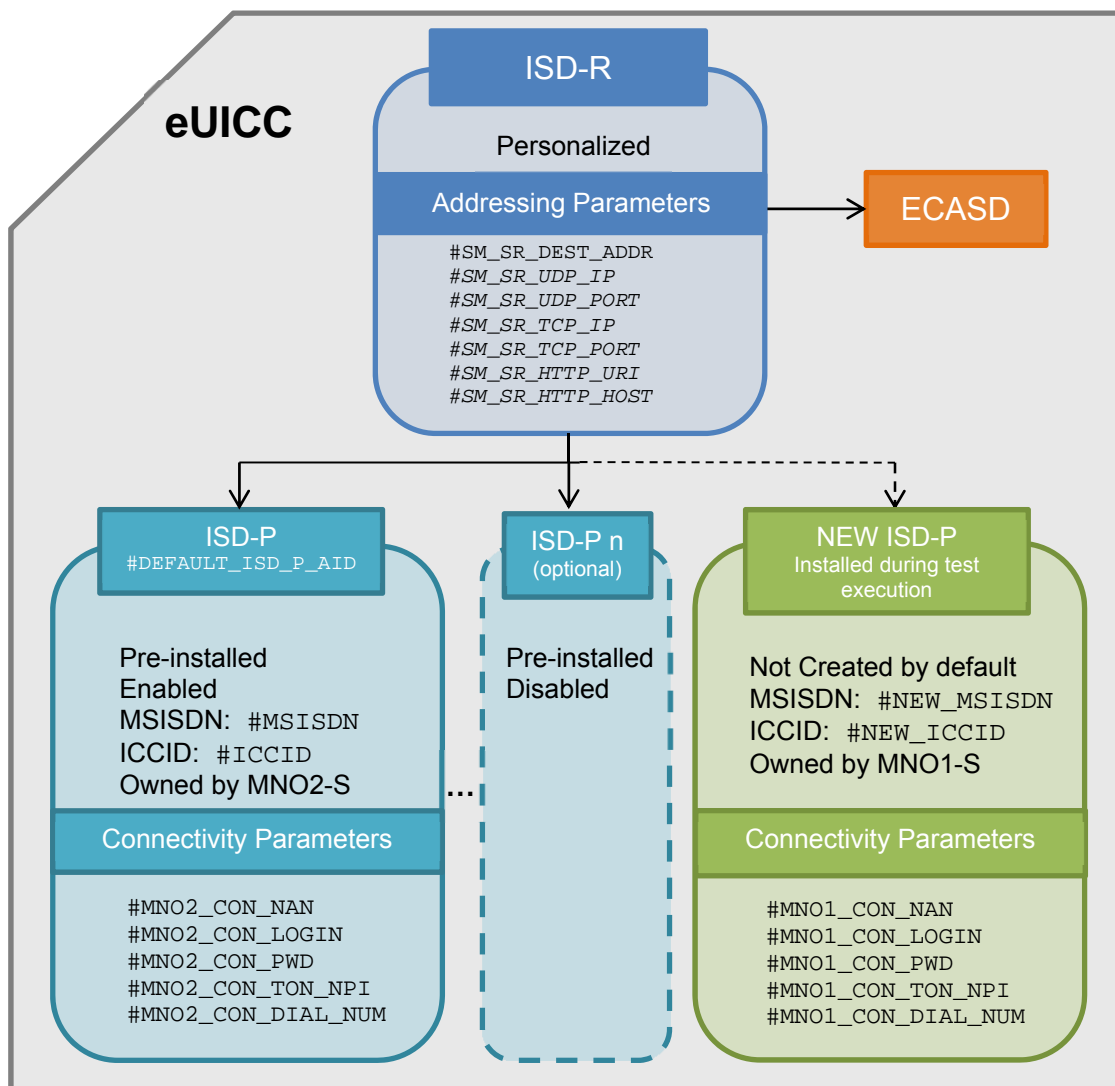 ISD-R
eUICC
Personalized
Addressing Parameters
ECASD
#SM_SR_DEST_ADDR
#SM_SR_UDP_IP
#SM_SR_UDP_PORT
#SM_SR_TCP_IP
#SM_SR_TCP_PORT
#SM_SR_HTTP_URI
#SM_SR_HTTP_HOST
ISD-P
#DEFAULT_ISD_P_AID
Pre-installed
Enabled
MSISDN: #MSISDN
ICCID: #ICCID
Owned by MNO2-S
Connectivity Parameters
#MNO2_CON_NAN
#MNO2_CON_LOGIN
#MNO2_CON_PWD
#MNO2_CON_TON_NPI
#MNO2_CON_DIAL_NUM
...
ISD-P n
(optional)
Pre-installed
Disabled
NEW ISD-P
Installed during test
execution
Not Created by default
MSISDN: #NEW_MSISDN
ICCID: #NEW_ICCID
Owned by MNO1-S
Connectivity Parameters
#MNO1_CON_NAN
#MNO1_CON_LOGIN
#MNO1_CON_PWD
#MNO1_CON_TON_NPI
#MNO1_CON_DIAL_NUM